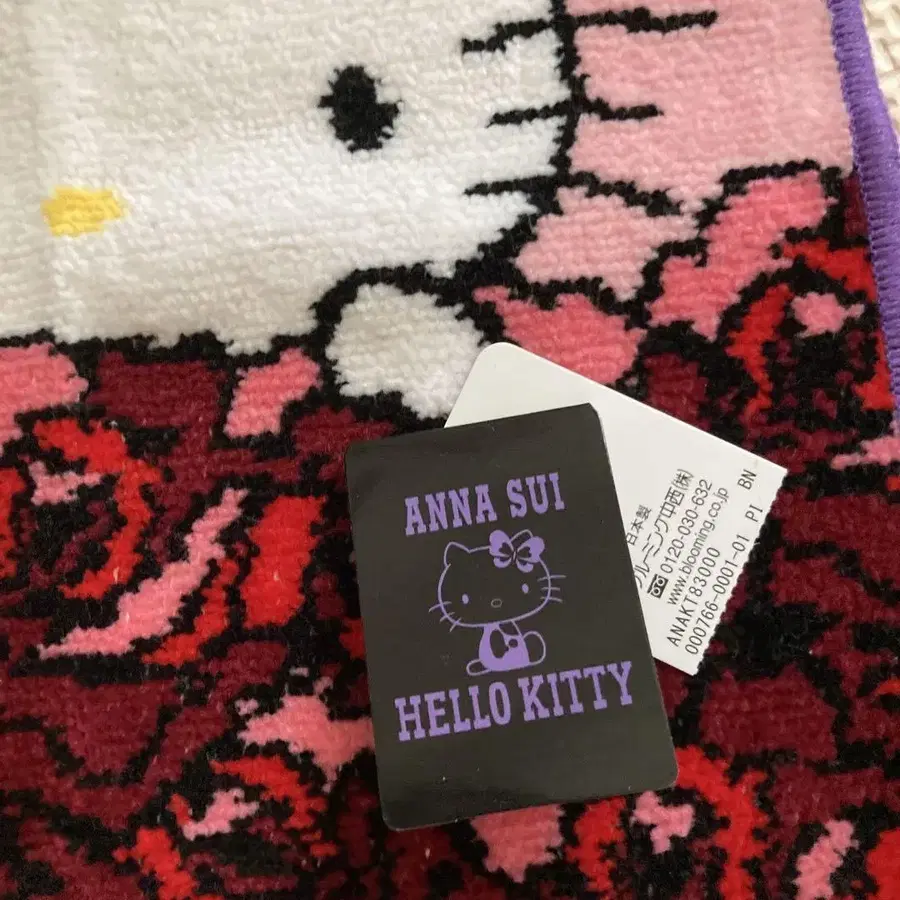 ANNA SUI
HELLO KITTY
日本製
ブルーミング中西(株)
0120-030-632
www.blooming.co.jp
ANAKT83000
000766-0001-01 PI BN